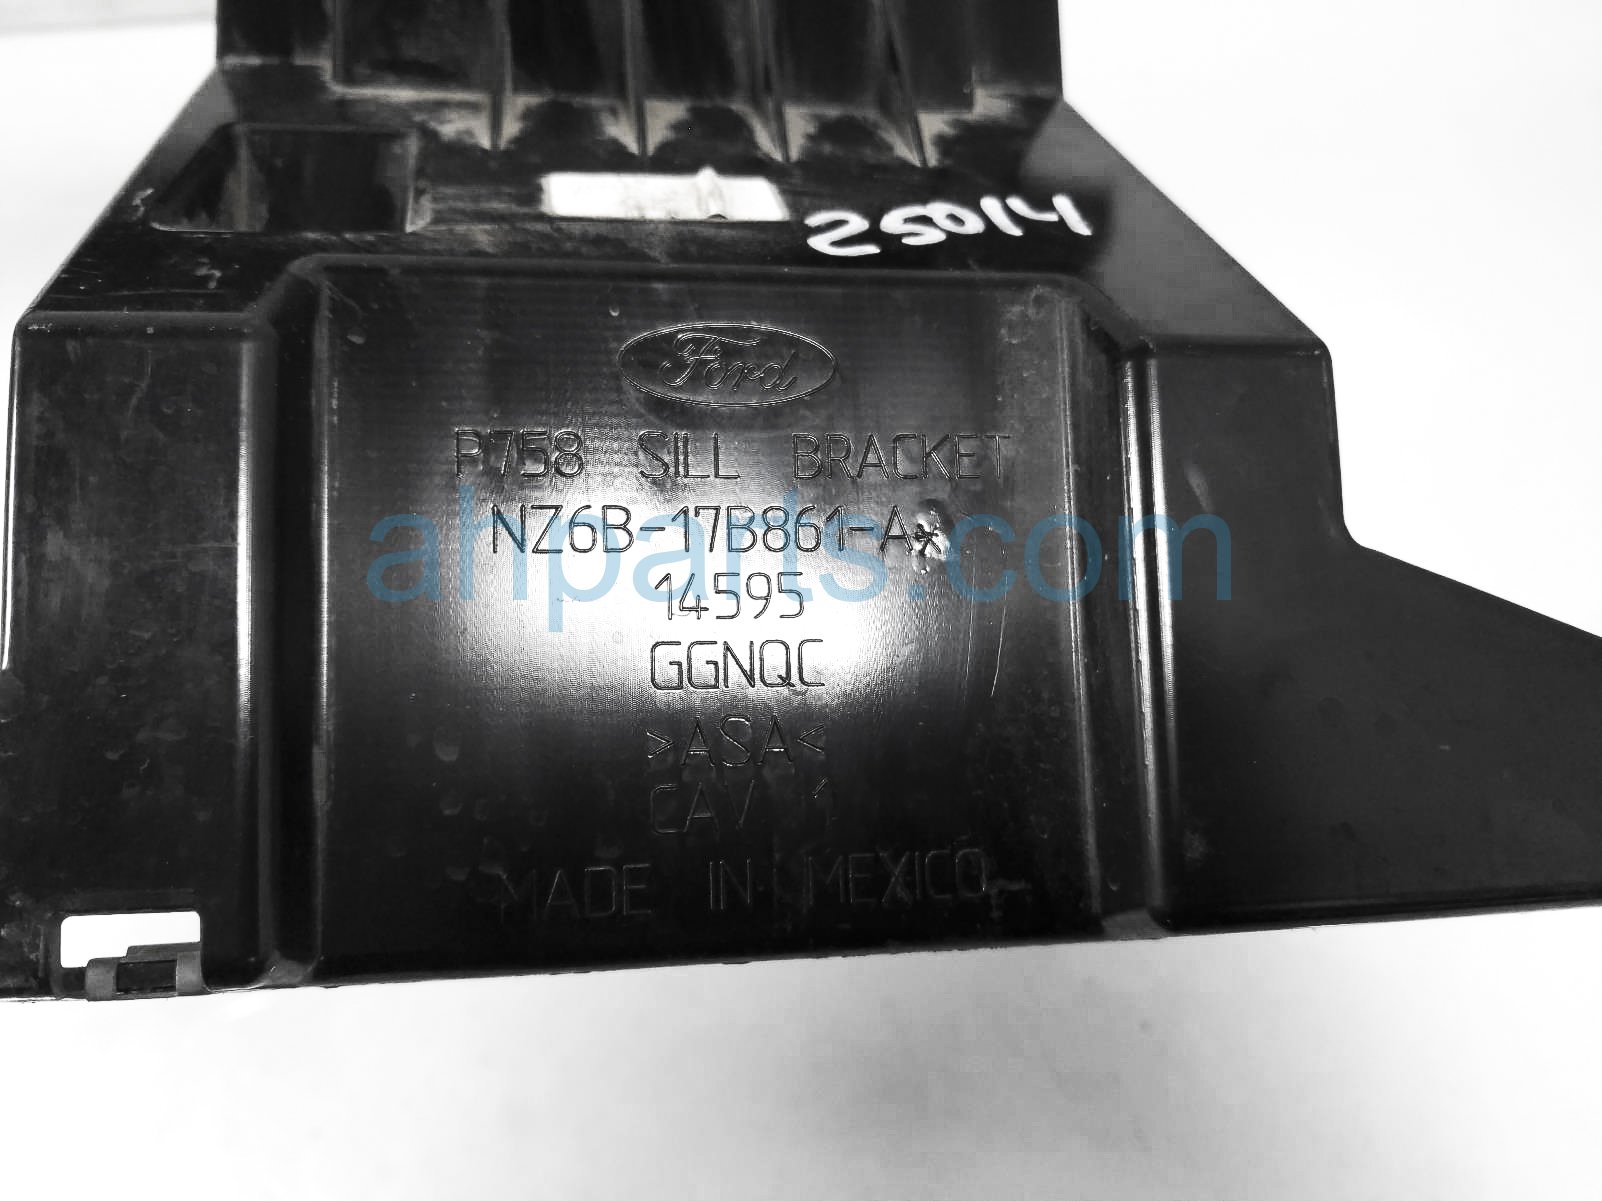 25014
Ford
P758 SILL BRACKET
NZ6B-17B861-A*
ahparts.com
14595
GGNQC
>ASA<
CAV 1
MADE IN MEXICO